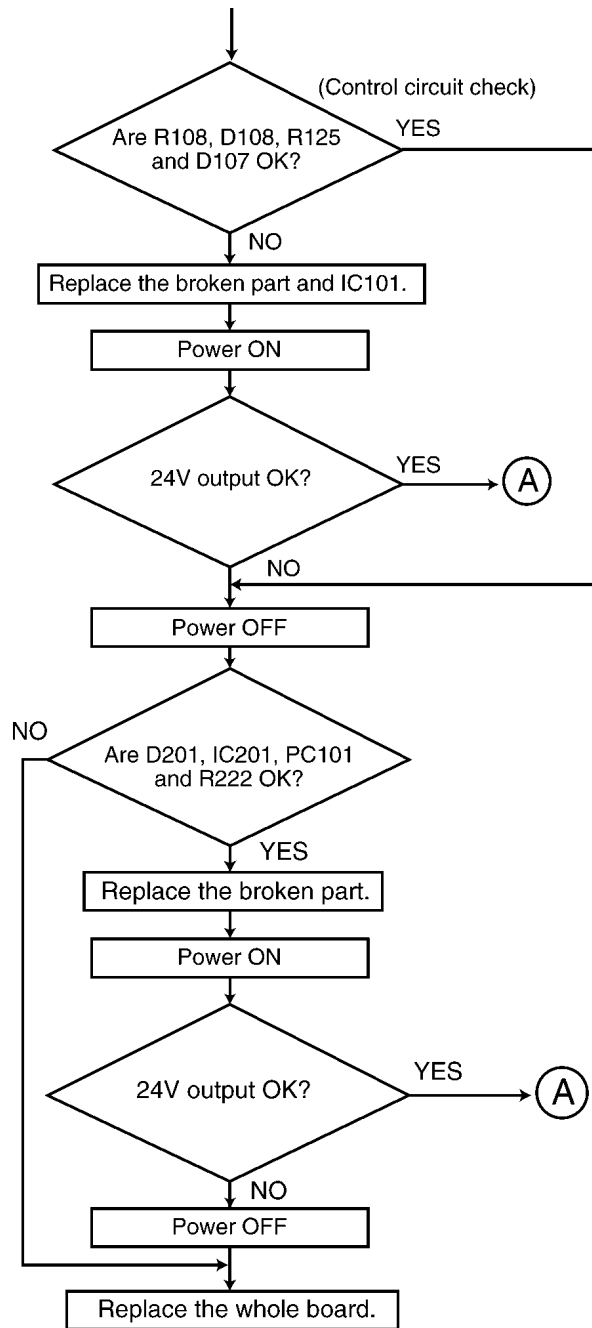 (Control circuit check)
Are R108, D108, R125
and D107 OK?
YES
NO
Replace the broken part and IC101.
Power ON
24V output OK?
YES
A
NO
Power OFF
NO
Are D201, IC201, PC101
and R222 OK?
YES
Replace the broken part.
Power ON
24V output OK?
YES
A
NO
Power OFF
Replace the whole board.